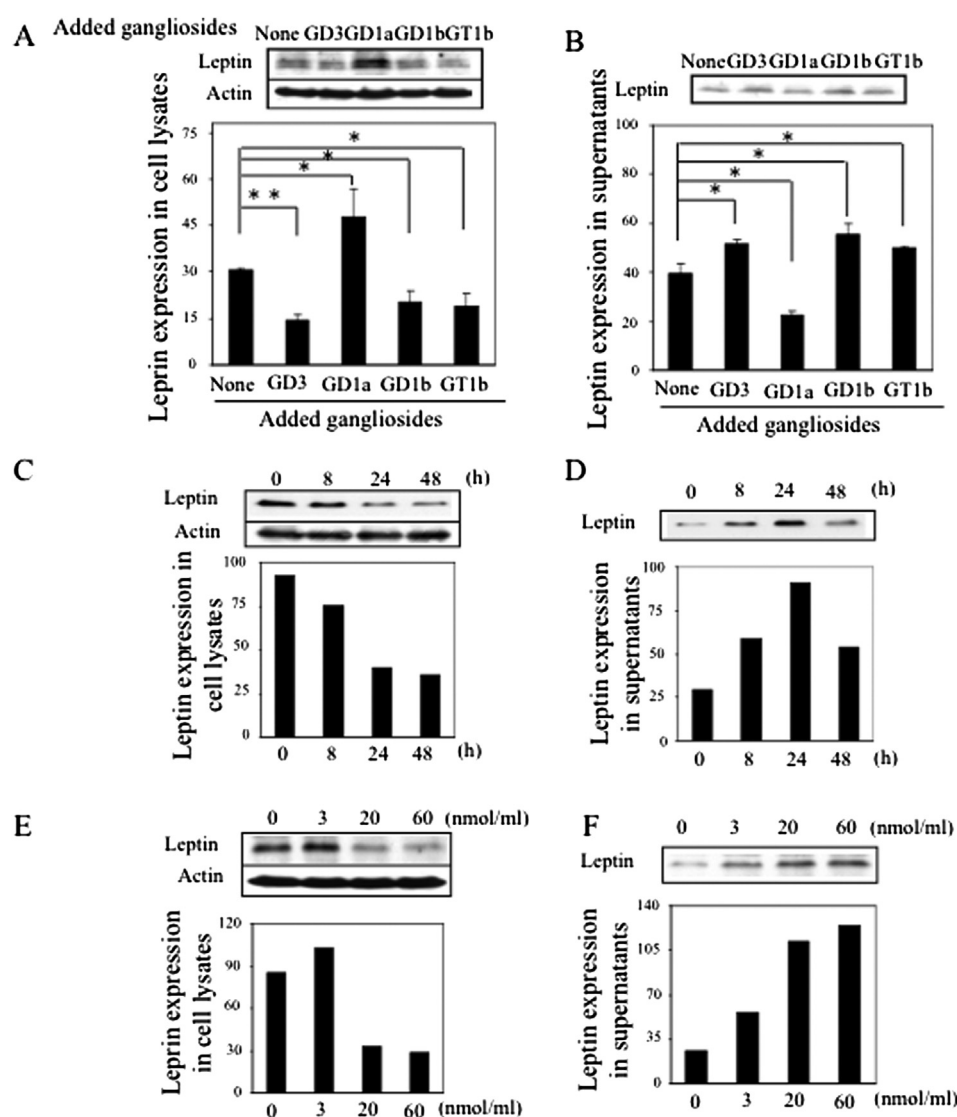 A Added gangliosides
None GD3GD1a GD1bGT1b
Leptin
Actin
Leprin expression in cell lysates
75
60
45
30
15
0
*
*
*
* *
None GD3 GD1a GD1b GT1b
Added gangliosides
B
None GD3 GD1a GD1b GT1b
Leptin
Leptin expression in supernatants
100
80
60
40
20
0
*
*
*
*
None GD3 GD1a GD1b GT1b
Added gangliosides
C
0 8 24 48 (h)
Leptin
Actin
Leptin expression in
cell lysates
100
75
50
25
0
0 8 24 48 (h)
D
0 8 24 48 (h)
Leptin
Leptin expression
in supernatants
100
75
50
25
0
0 8 24 48 (h)
E
0 3 20 60 (nmol/ml)
Leptin
Actin
Leprin expression
in cell lysates
120
90
60
30
0
0 3 20 60 (nmol/ml)
F
0 3 20 60 (nmol/ml)
Leptin
Leptin expression
in supernatants
140
105
70
35
0
0 3 20 60 (nmol/ml)